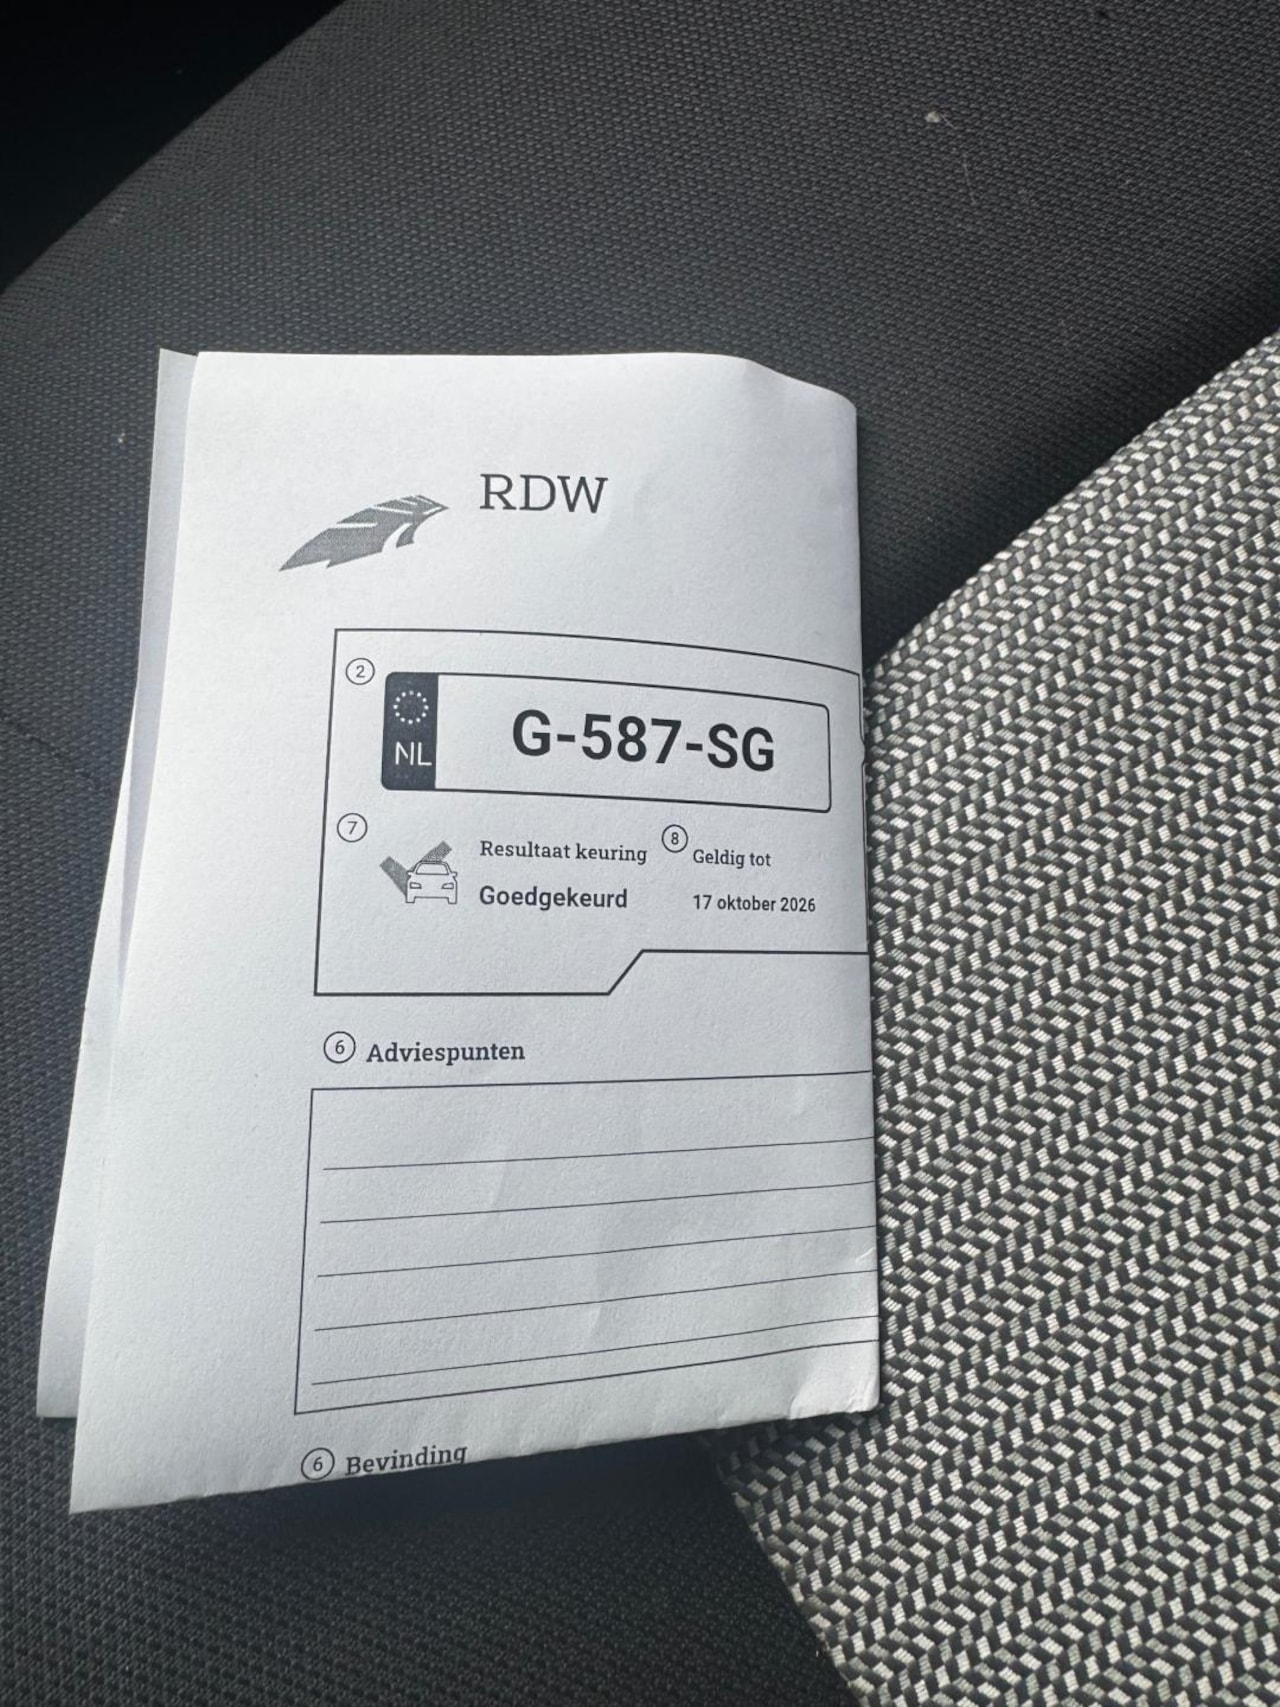 RDW
2
NL
G-587-SG
7
Resultaat keuring
8
Geldig tot
Goedgekeurd
17 oktober 2026
6 Adviespunten
6 Bevinding